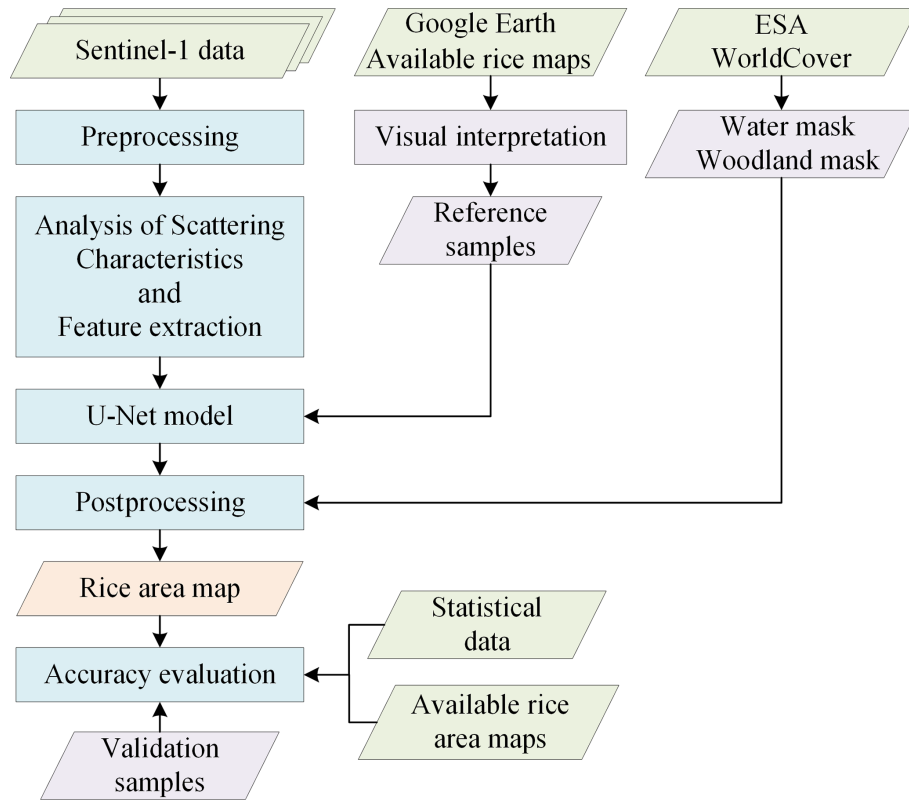 Sentinel-1 data
Google Earth
Available rice maps
ESA
WorldCover
Preprocessing
Visual interpretation
Water mask
Woodland mask
Analysis of Scattering
Characteristics
and
Feature extraction
Reference
samples
U-Net model
Postprocessing
Rice area map
Statistical
data
Accuracy evaluation
Available rice
area maps
Validation
samples